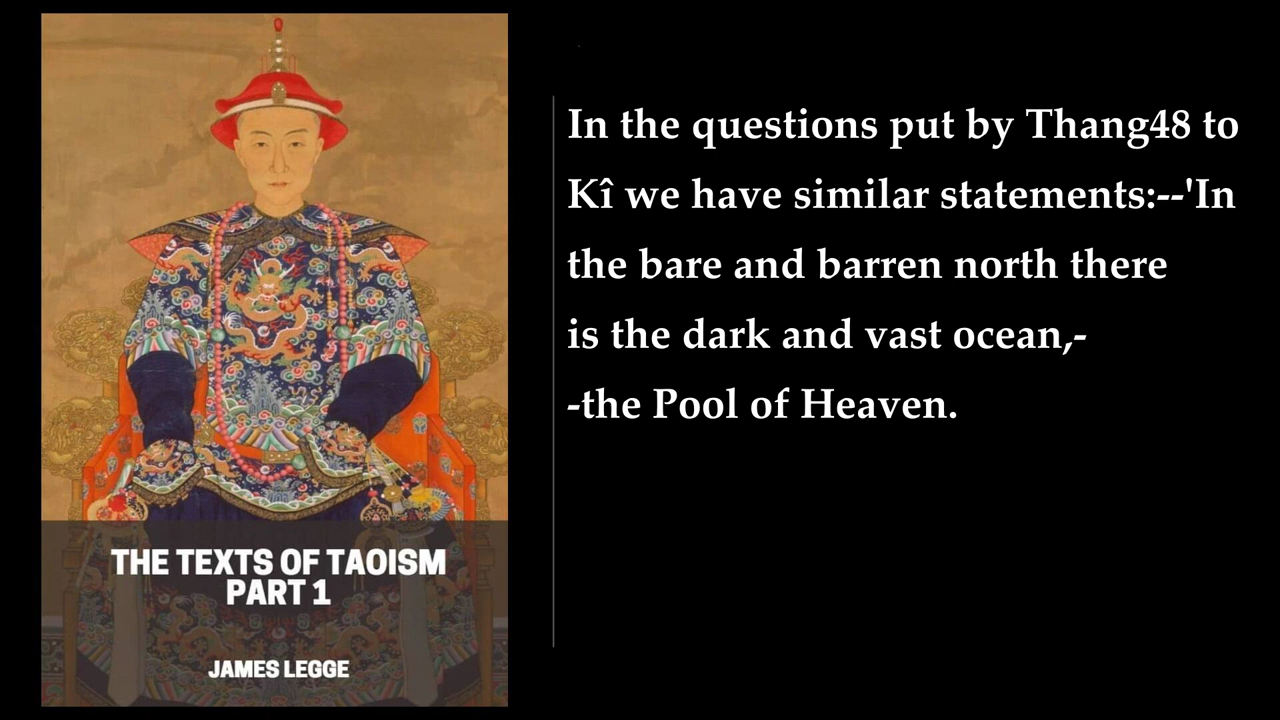 THE TEXTS OF TAOISM
PART 1
JAMES LEGGE
In the questions put by Thang48 to
Kî we have similar statements:--'In
the bare and barren north there
is the dark and vast ocean,-
-the Pool of Heaven.